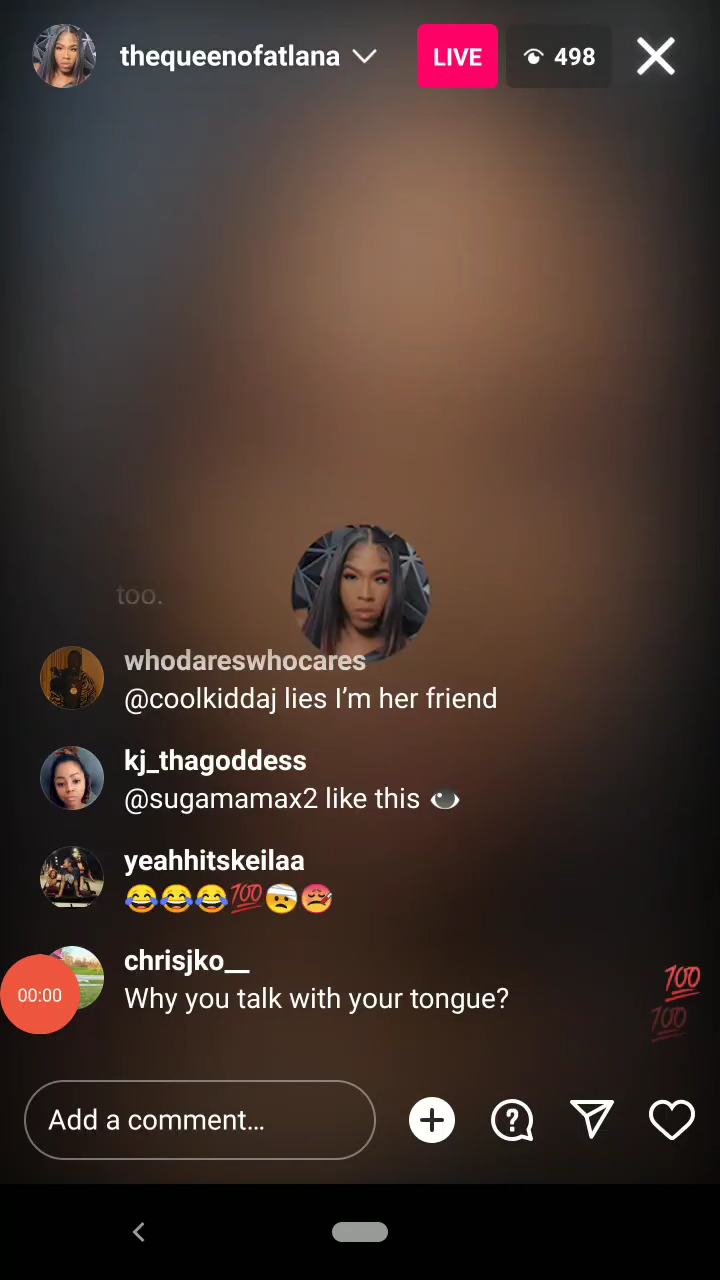 thequeenofatlana
LIVE
498
too.
whodareswhocares
@coolkiddaj lies I’m her friend
kj_thagoddess
@sugamamax2 like this 👁️
yeahhitskeilaa
😂😂😂💯🤕🤒
chrisjko__
Why you talk with your tongue?
00:00
💯
💯
Add a comment...